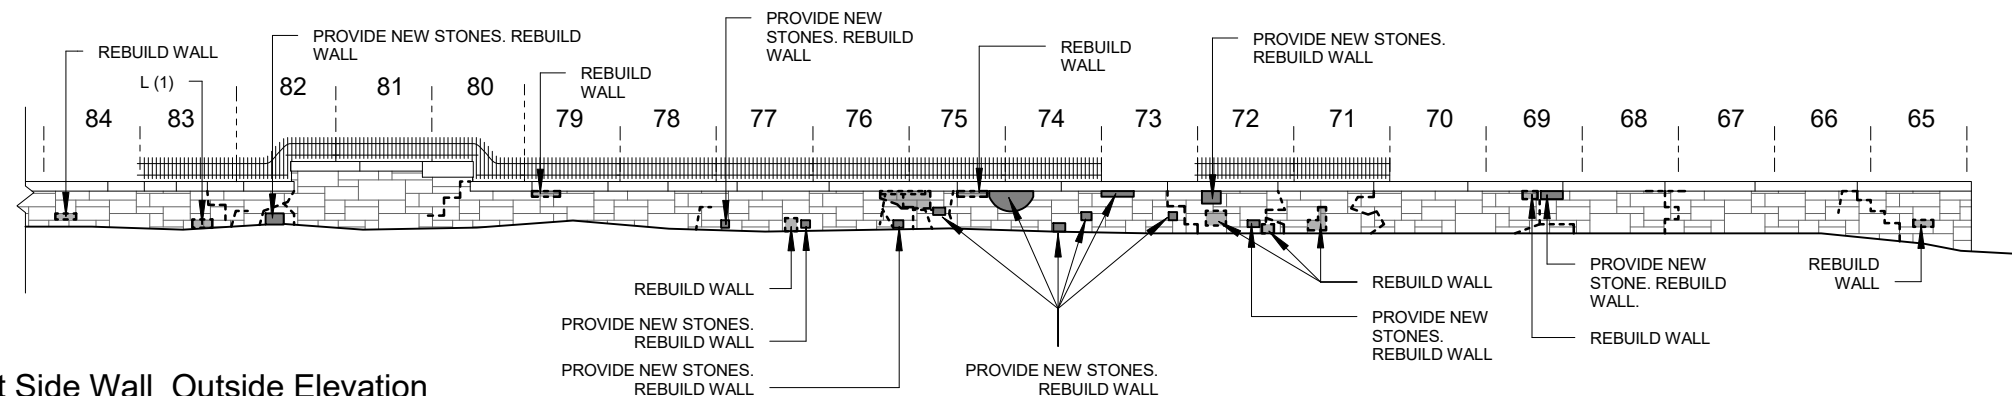 PROVIDE NEW
STONES. REBUILD
WALL
PROVIDE NEW STONES. REBUILD
WALL
REBUILD WALL
REBUILD
WALL
PROVIDE NEW STONES.
REBUILD WALL
L (1)
REBUILD
WALL
82
81
80
84
83
79
78
77
76
75
74
73
72
71
70
69
68
67
66
65
REBUILD WALL
PROVIDE NEW STONES.
REBUILD WALL
PROVIDE NEW STONES.
REBUILD WALL
PROVIDE NEW STONES.
REBUILD WALL
REBUILD WALL
PROVIDE NEW
STONES.
REBUILD WALL
PROVIDE NEW
STONE. REBUILD
WALL.
REBUILD WALL
REBUILD
WALL
Side Wall Outside Elevation